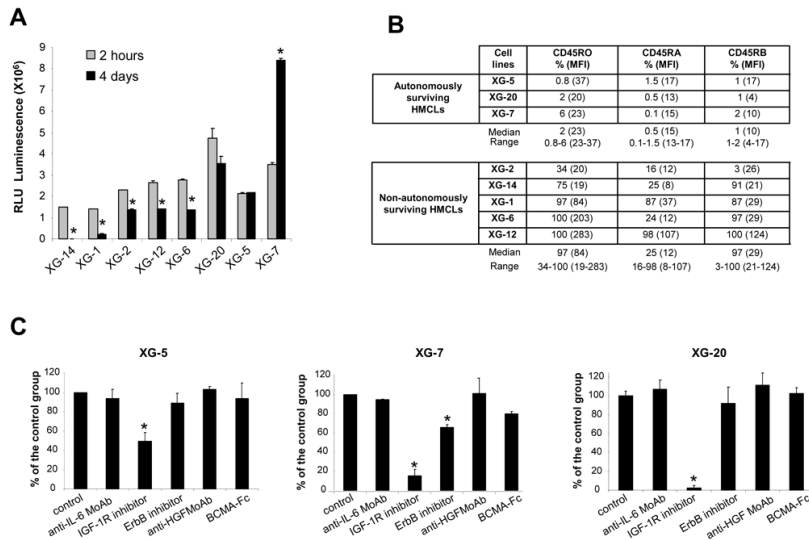 A
RLU Luminescence (X10⁶)
9
8
7
6
5
4
3
2
1
0
2 hours
4 days
*
*
*
*
*
*
XG-14
XG-1
XG-2
XG-12
XG-6
XG-20
XG-5
XG-7
B
Cell lines CD45RO % (MFI) CD45RA % (MFI) CD45RB % (MFI)
Autonomously surviving HMCLs
XG-5 0.8 (37) 1.5 (17) 1 (17)
XG-20 2 (20) 0.5 (13) 1 (4)
XG-7 6 (23) 0.1 (15) 2 (10)
Median 2 (23) 0.5 (15) 1 (10)
Range 0.8-6 (23-37) 0.1-1.5 (13-17) 1-2 (4-17)
Non-autonomously surviving HMCLs
XG-2 34 (20) 16 (12) 3 (26)
XG-14 75 (19) 25 (8) 91 (21)
XG-1 97 (84) 87 (37) 87 (29)
XG-6 100 (203) 24 (12) 97 (29)
XG-12 100 (283) 98 (107) 100 (124)
Median 97 (84) 25 (12) 97 (29)
Range 34-100 (19-283) 16-98 (8-107) 3-100 (21-124)
C
XG-5
% of the control group
120
100
80
60
40
20
0
*
control
anti-IL-6 MoAb
IGF-1R inhibitor
ErbB inhibitor
anti-HGFMoAb
BCMA-Fc
XG-7
% of the control group
120
100
80
60
40
20
0
*
*
control
anti-IL-6 MoAb
IGF-1R inhibitor
ErbB inhibitor
anti-HGFMoAb
BCMA-Fc
XG-20
% of the control group
120
100
80
60
40
20
0
*
control
anti-IL-6 MoAb
IGF-1R inhibitor
ErbB inhibitor
anti-HGF MoAb
BCMA-Fc